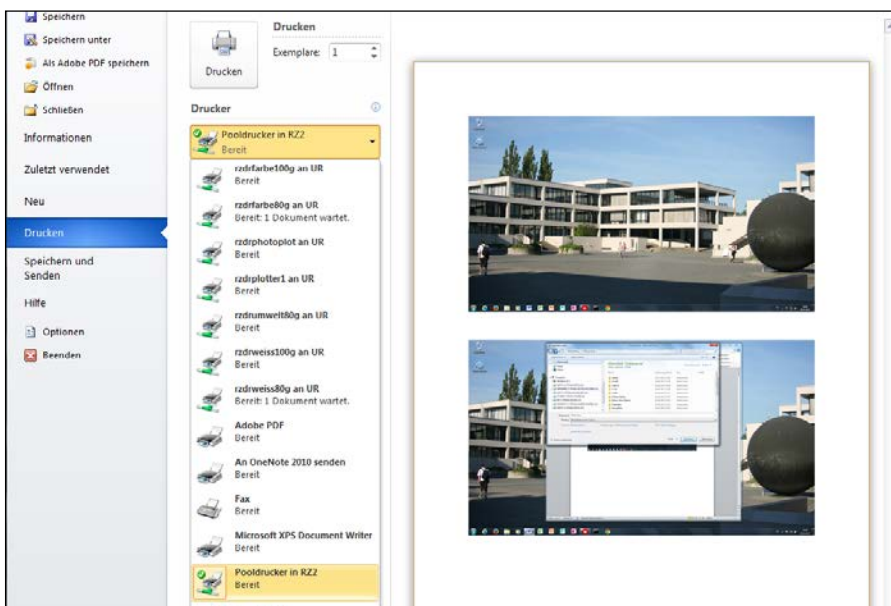 Speichern
Speichern unter
Als Adobe PDF speichern
Öffnen
Schließen
Informationen
Zuletzt verwendet
Neu
Drucken
Speichern und
Senden
Hilfe
Optionen
Beenden
Drucken
Drucken
Exemplare: 1
Drucker
Pooldrucker in RZ2
Bereit
rzdrfarbe100g an UR
Bereit
rzdrfarbe80g an UR
Bereit: 1 Dokument wartet.
rzdrphotoplot an UR
Bereit
rzdrplotter1 an UR
Bereit
rzdrumwelt80g an UR
Bereit
rzdrweiss100g an UR
Bereit
rzdrweiss80g an UR
Bereit: 1 Dokument wartet.
Adobe PDF
Bereit
An OneNote 2010 senden
Bereit
Fax
Bereit
Microsoft XPS Document Writer
Bereit
Pooldrucker in RZ2
Bereit